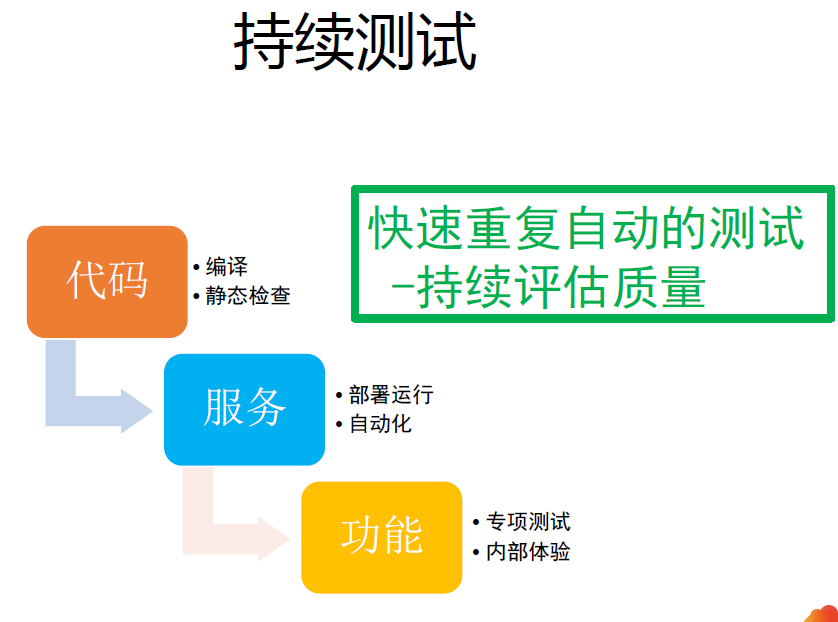 持续测试
快速重复自动的测试
-持续评估质量
代码
• 编译
• 静态检查
服务
• 部署运行
• 自动化
功能
• 专项测试
• 内部体验